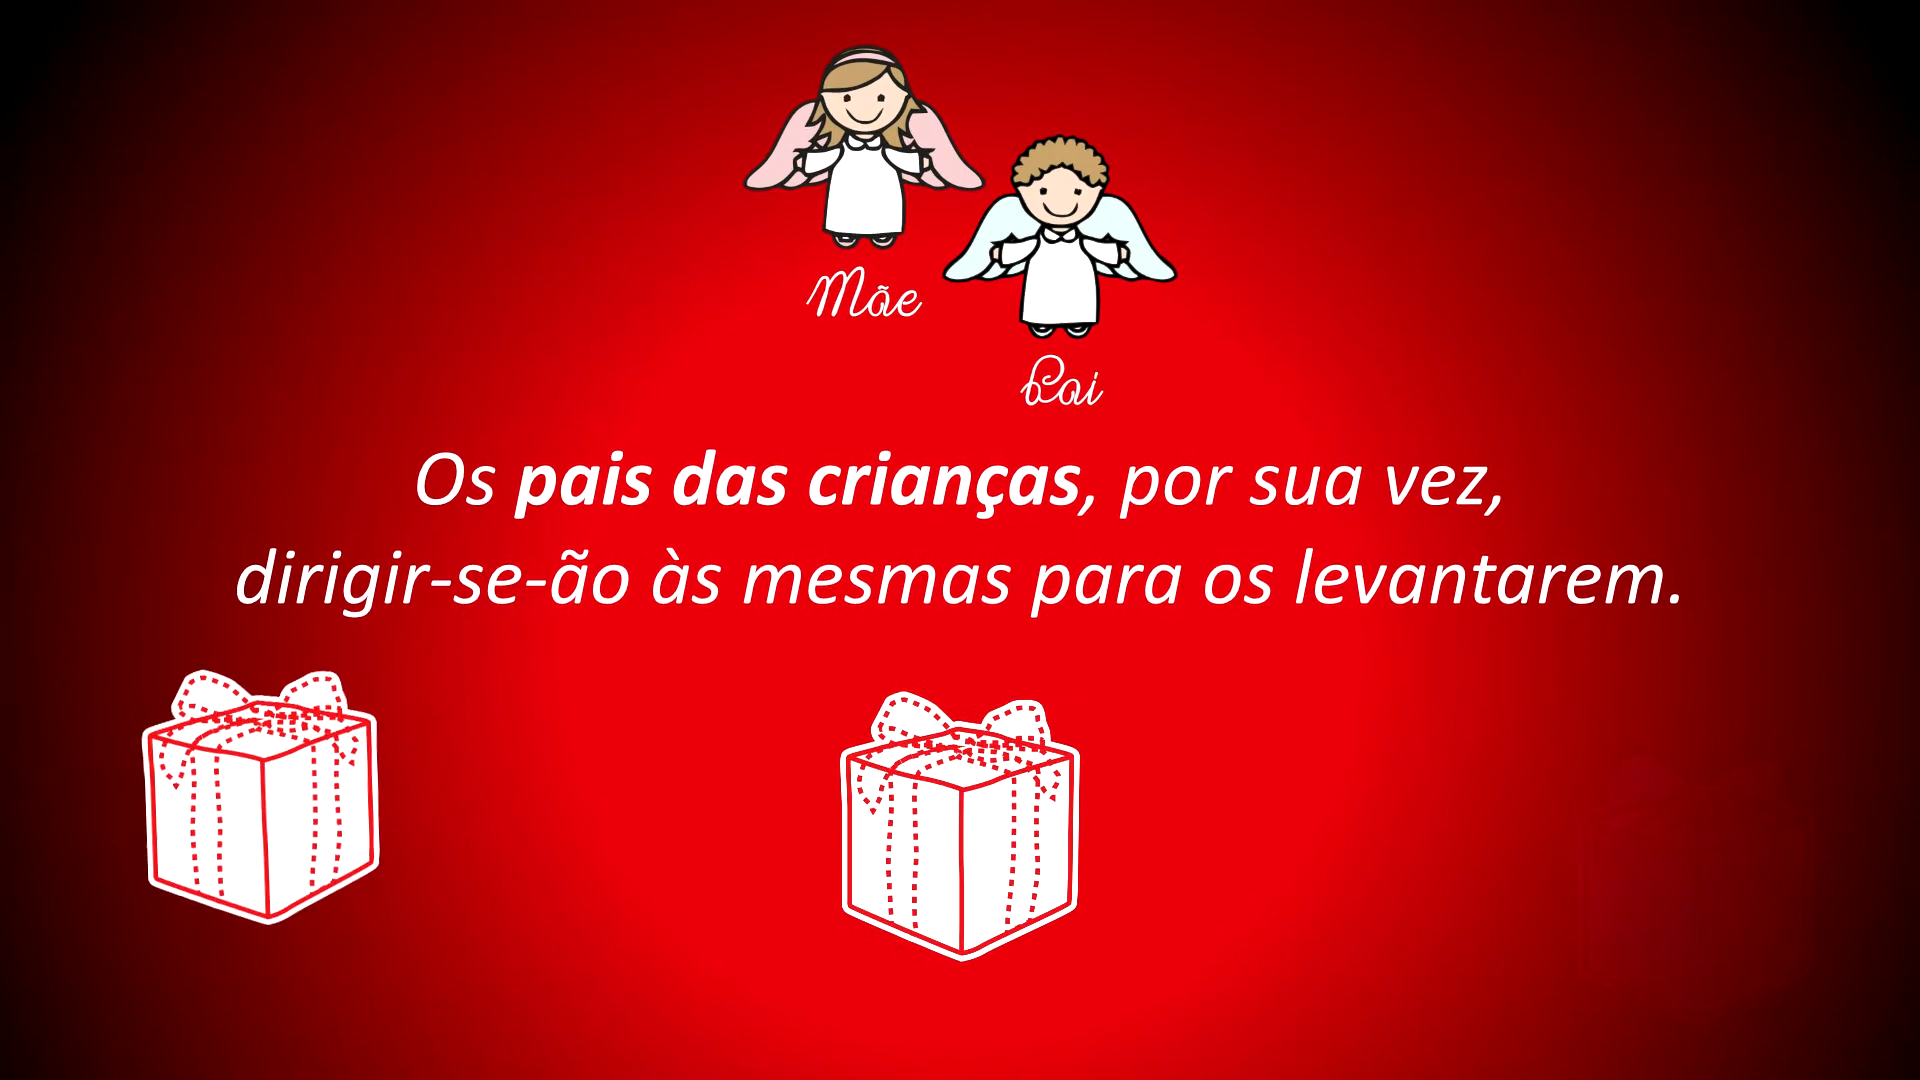 Mãe
Pai
Os pais das crianças, por sua vez,
dirigir-se-ão às mesmas para os levantarem.